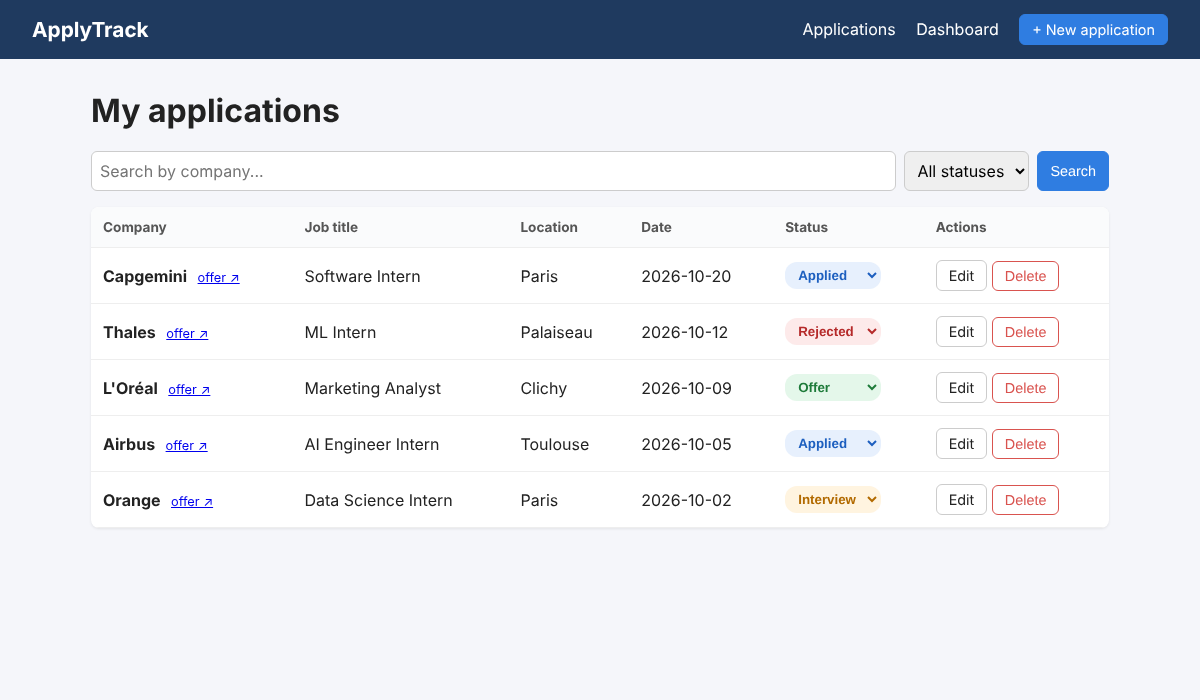 ApplyTrack Applications Dashboard + New application
My applications
Search by company... All statuses Search
Company Job title Location Date Status Actions
Capgemini offer ↗ Software Intern Paris 2026-10-20 Applied Edit Delete
Thales offer ↗ ML Intern Palaiseau 2026-10-12 Rejected Edit Delete
L'Oréal offer ↗ Marketing Analyst Clichy 2026-10-09 Offer Edit Delete
Airbus offer ↗ AI Engineer Intern Toulouse 2026-10-05 Applied Edit Delete
Orange offer ↗ Data Science Intern Paris 2026-10-02 Interview Edit Delete